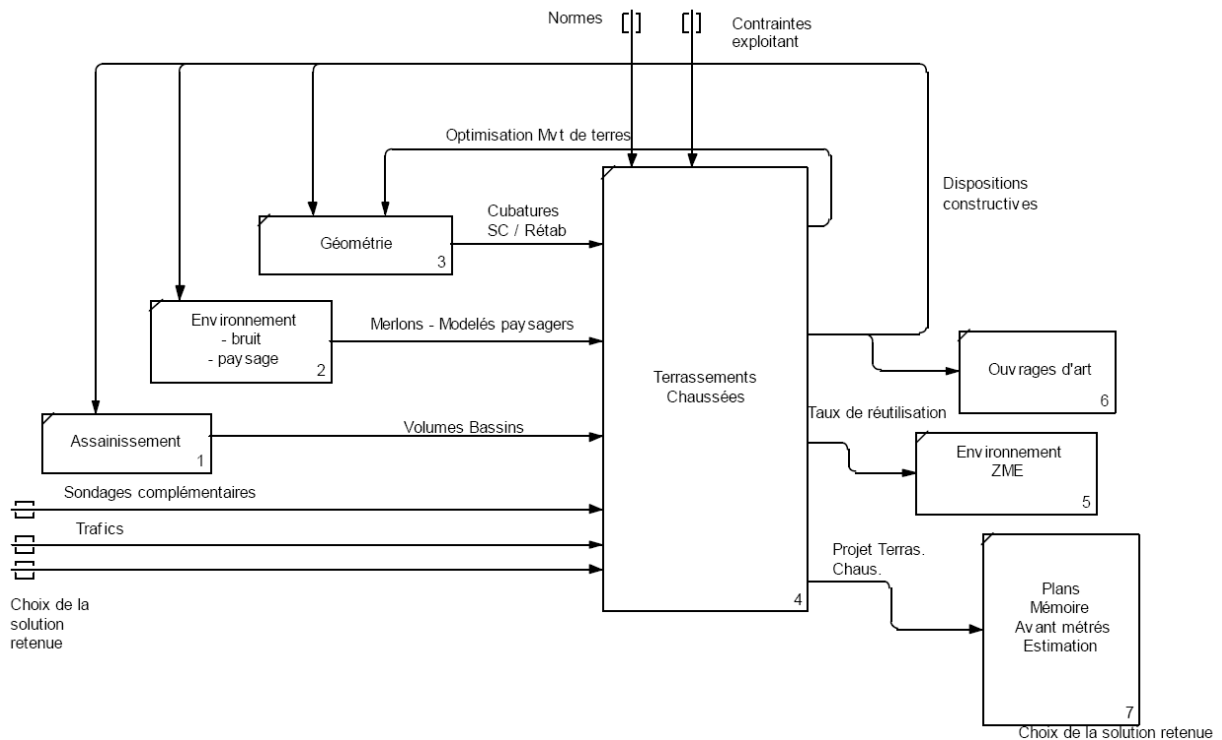 Normes
Contraintes
exploitant
Optimisation Mvt de terres
Dispositions
constructives
Cubatures
SC / Rétab
Géométrie
3
Environnement
- bruit
- paysage
2
Merlons - Modelés paysagers
Terrassements
Chaussées
4
Ouvrages d'art
6
Taux de réutilisation
Assainissement
1
Volumes Bassins
Environnement
ZME
5
Sondages complémentaires
Trafics
Projet Terras.
Chaus.
Choix de la
solution
retenue
Plans
Mémoire
Avant métrés
Estimation
7
Choix de la solution retenue